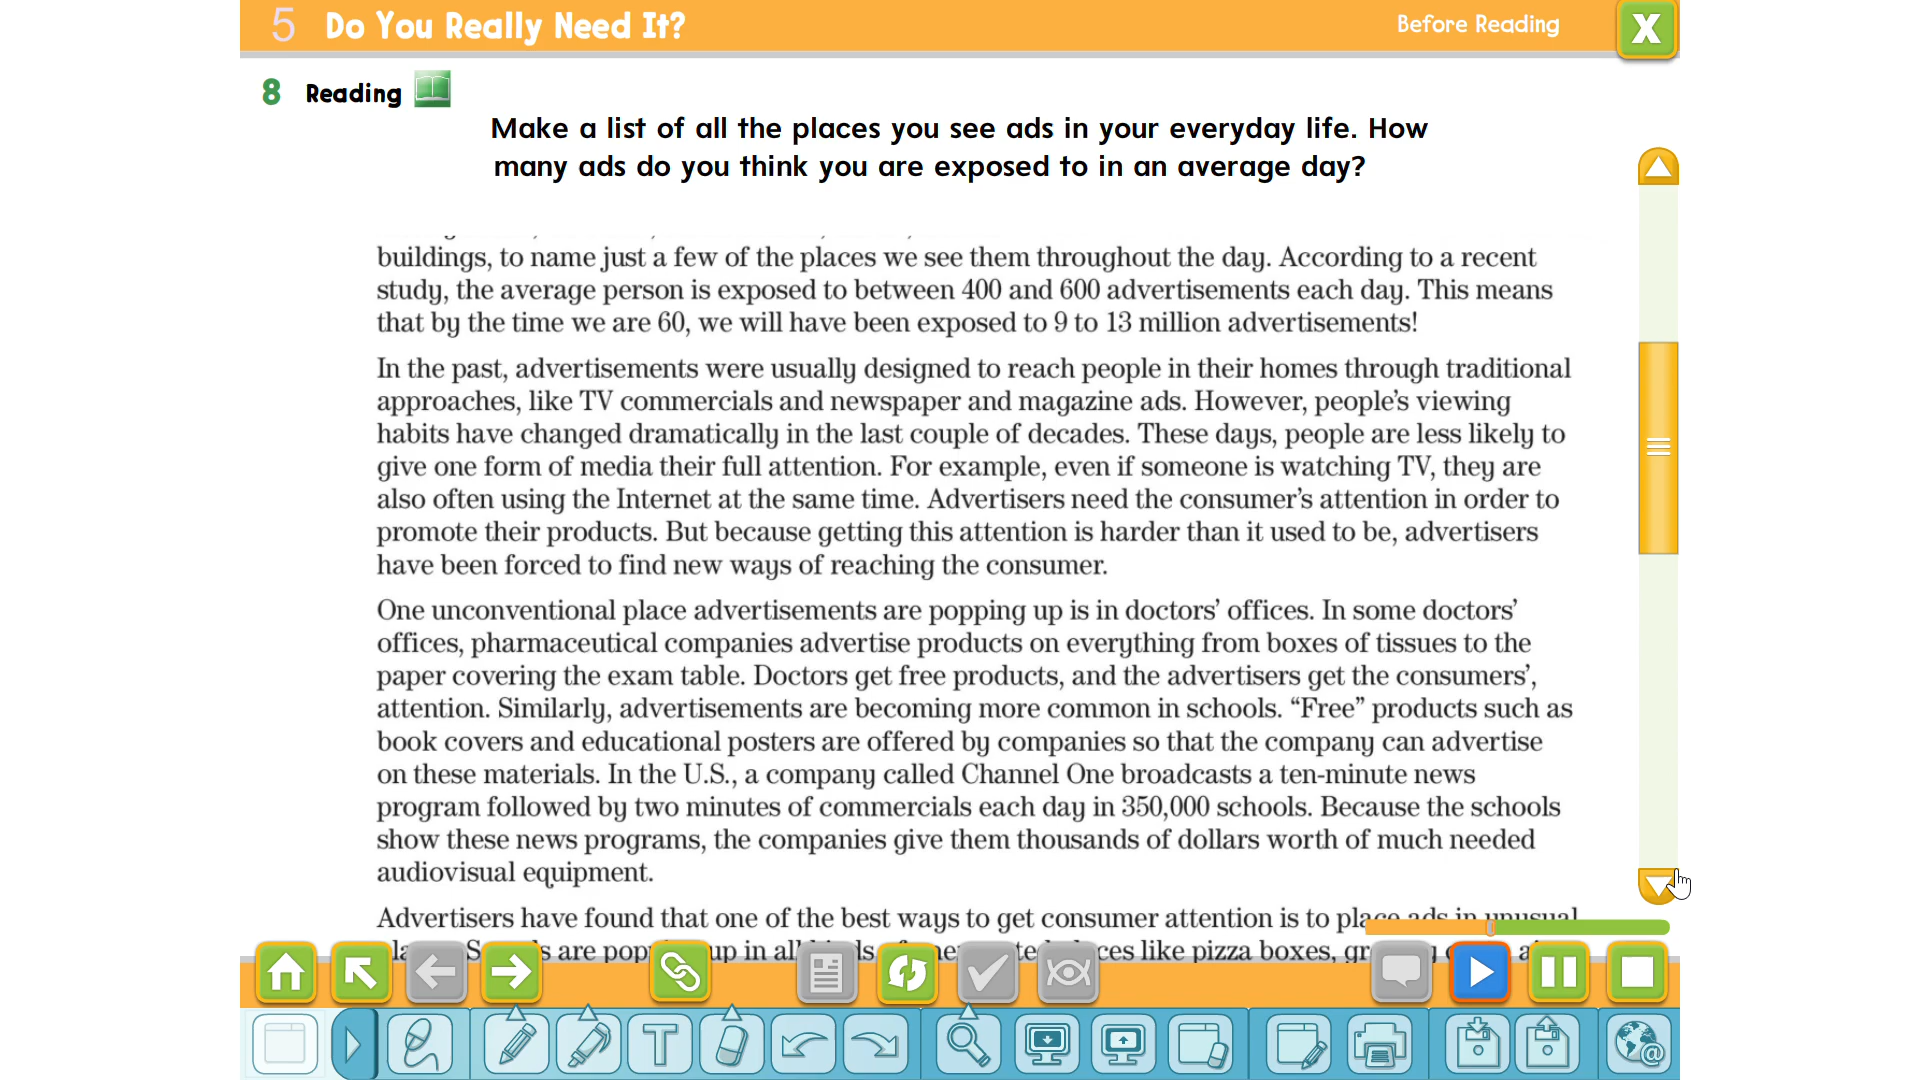 5 Do You Really Need It?
Before Reading
X
8 Reading
Make a list of all the places you see ads in your everyday life. How
many ads do you think you are exposed to in an average day?
buildings, to name just a few of the places we see them throughout the day. According to a recent
study, the average person is exposed to between 400 and 600 advertisements each day. This means
that by the time we are 60, we will have been exposed to 9 to 13 million advertisements!
In the past, advertisements were usually designed to reach people in their homes through traditional
approaches, like TV commercials and newspaper and magazine ads. However, people's viewing
habits have changed dramatically in the last couple of decades. These days, people are less likely to
give one form of media their full attention. For example, even if someone is watching TV, they are
also often using the Internet at the same time. Advertisers need the consumer's attention in order to
promote their products. But because getting this attention is harder than it used to be, advertisers
have been forced to find new ways of reaching the consumer.
One unconventional place advertisements are popping up is in doctors' offices. In some doctors'
offices, pharmaceutical companies advertise products on everything from boxes of tissues to the
paper covering the exam table. Doctors get free products, and the advertisers get the consumers',
attention. Similarly, advertisements are becoming more common in schools. “Free” products such as
book covers and educational posters are offered by companies so that the company can advertise
on these materials. In the U.S., a company called Channel One broadcasts a ten-minute news
program followed by two minutes of commercials each day in 350,000 schools. Because the schools
show these news programs, the companies give them thousands of dollars worth of much needed
audiovisual equipment.
Advertisers have found that one of the best ways to get consumer attention is to place ads in unusual
are up in all like pizza boxes,
T
@